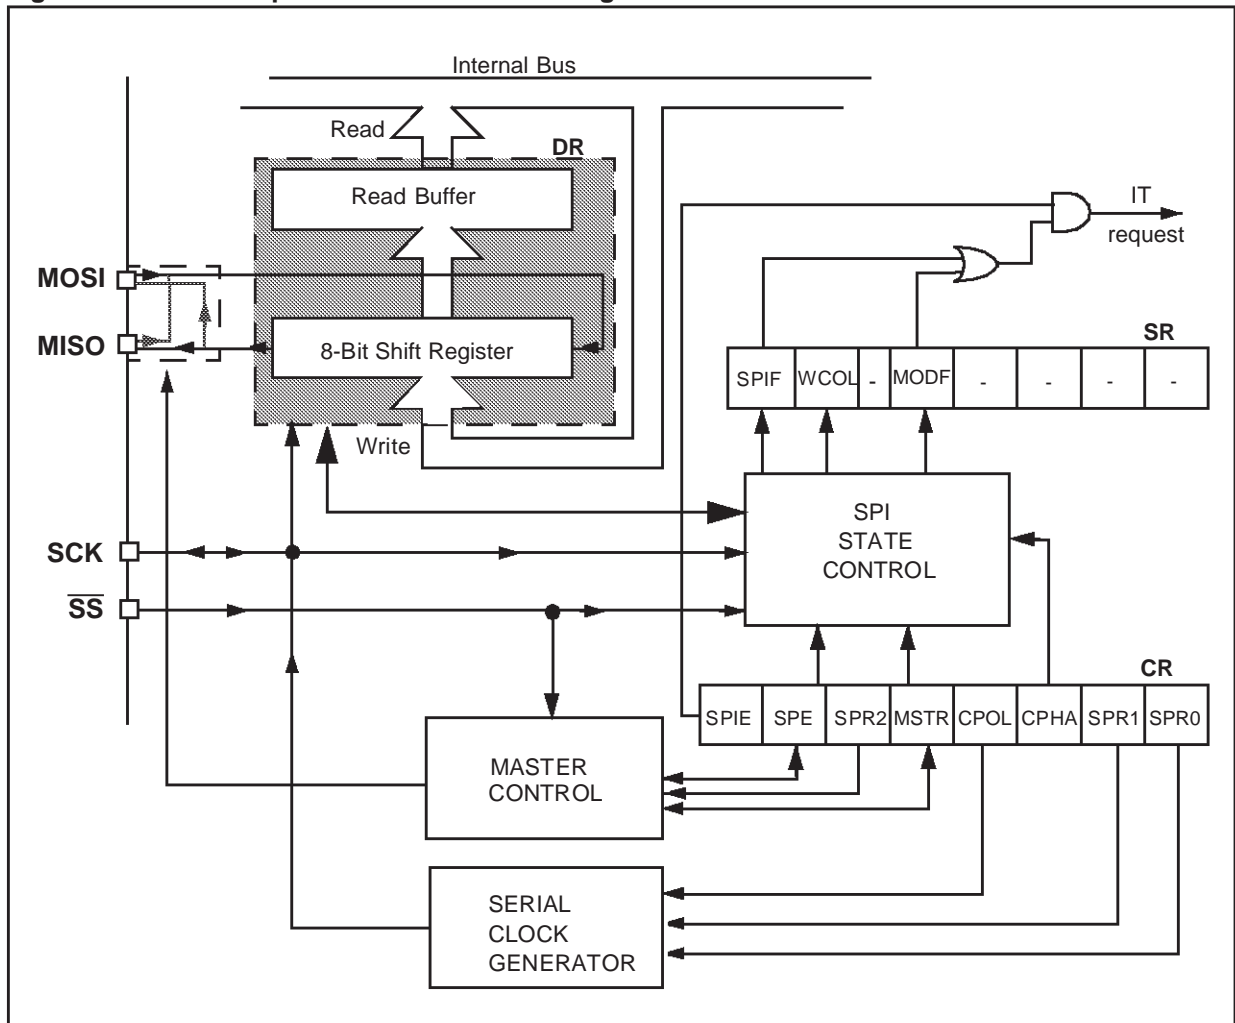 Internal Bus
Read
DR
Read Buffer
IT
request
MOSI
MISO
8-Bit Shift Register
SR
SPIF WCOL - MODF - - - -
Write
SPI
STATE
CONTROL
SCK
SS
CR
SPIE SPE SPR2 MSTR CPOL CPHA SPR1 SPR0
MASTER
CONTROL
SERIAL
CLOCK
GENERATOR